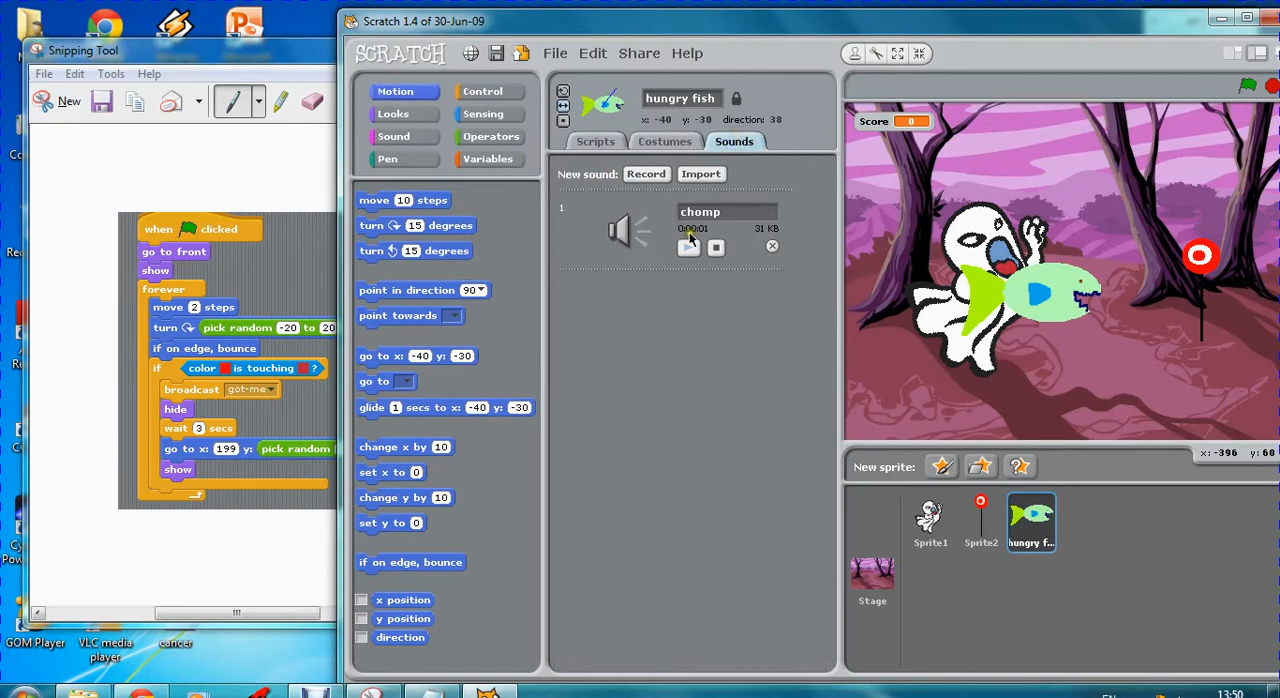 Snipping Tool
File Edit Tools Help
New
when clicked
go to front
show
forever
move 2 steps
turn pick random -20 to 20
if on edge, bounce
if color is touching ?
broadcast got-me
hide
wait 3 secs
go to x: 199 y: pick random
show
GOM Player
VLC media player
cancer
Scratch 1.4 of 30-Jun-09
SCRATCH File Edit Share Help
Motion Control
Looks Sensing
Sound Operators
Pen Variables
move 10 steps
turn 15 degrees
turn 15 degrees
point in direction 90
point towards
go to x: -40 y: -30
go to
glide 1 secs to x: -40 y: -30
change x by 10
set x to 0
change y by 10
set y to 0
if on edge, bounce
x position
y position
direction
hungry fish
x: -40 y: -30 direction: 38
Scripts Costumes Sounds
New sound: Record Import
1
chomp
0:00:01 31 KB
Score 0
x: -396 y: 60
New sprite:
Sprite1 Sprite2 hungry f...
Stage
13:50